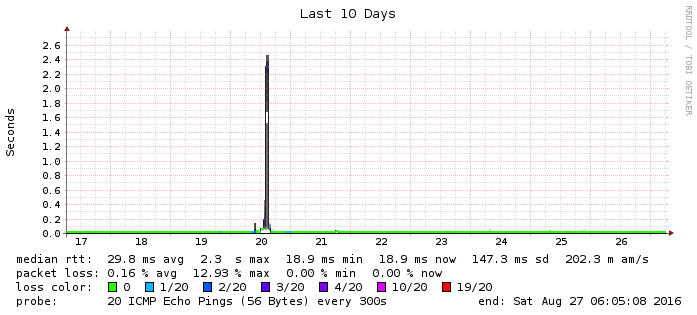 Last 10 Days
RRDTOOL / TOBI OETIKER
Seconds
2.6
2.4
2.2
2.0
1.8
1.6
1.4
1.2
1.0
0.8
0.6
0.4
0.2
0.0
17 18 19 20 21 22 23 24 25 26
median rtt: 29.8 ms avg 2.3 s max 18.9 ms min 18.9 ms now 147.3 ms sd 202.3 m am/s
packet loss: 0.16 % avg 12.93 % max 0.00 % min 0.00 % now
loss color: 0 1/20 2/20 3/20 4/20 10/20 19/20
probe: 20 ICMP Echo Pings (56 Bytes) every 300s end: Sat Aug 27 06:05:08 2016